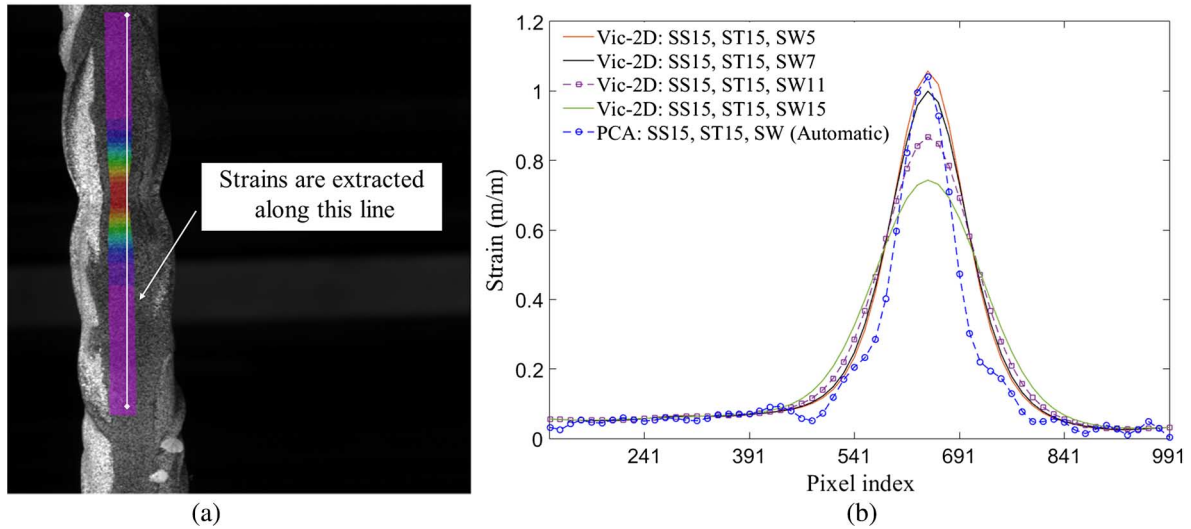 Strains are extracted
along this line
(a)
Vic-2D: SS15, ST15, SW5
Vic-2D: SS15, ST15, SW7
Vic-2D: SS15, ST15, SW11
Vic-2D: SS15, ST15, SW15
PCA: SS15, ST15, SW (Automatic)
Strain (m/m)
1.2
1
0.8
0.6
0.4
0.2
0
241
391
541
691
841
991
Pixel index
(b)